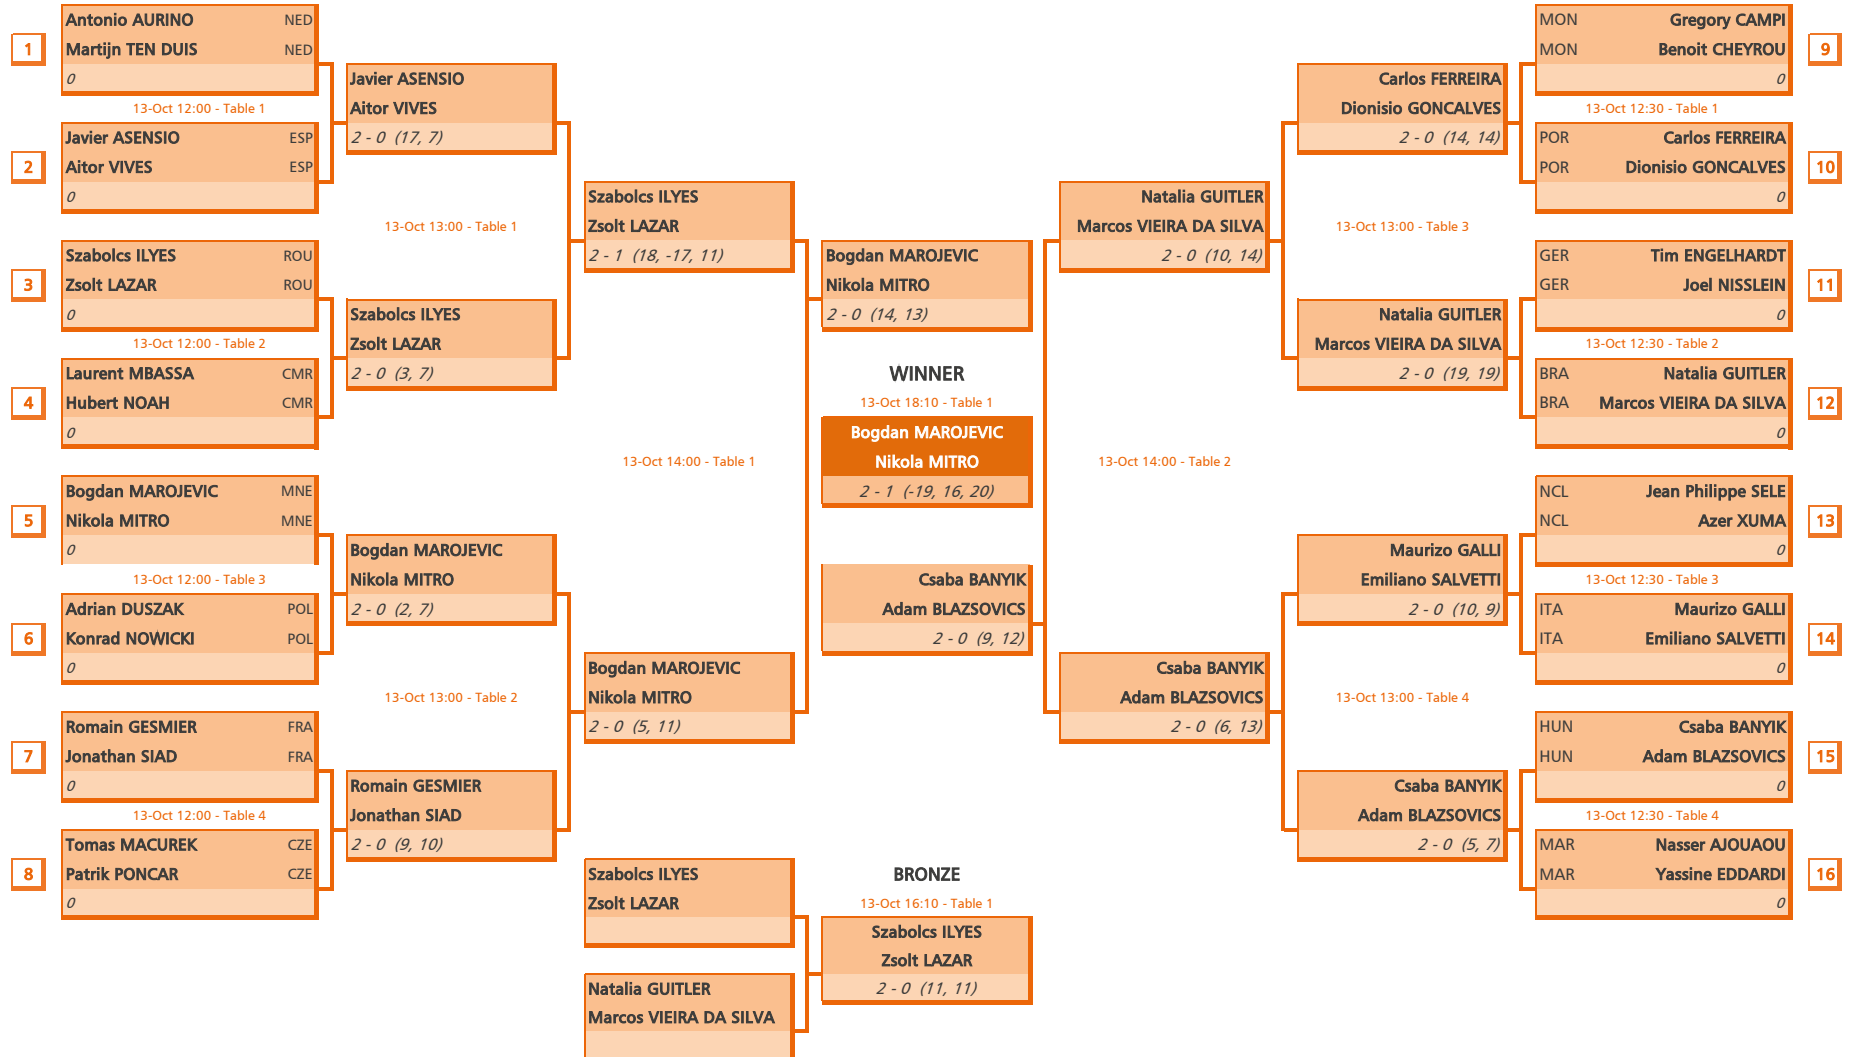 1
Antonio AURINO NED
Martijn TEN DUIS NED
0
13-Oct 12:00 - Table 1
2
Javier ASENSIO ESP
Aitor VIVES ESP
0
3
Szabolcs ILYES ROU
Zsolt LAZAR ROU
0
13-Oct 12:00 - Table 2
4
Laurent MBASSA CMR
Hubert NOAH CMR
0
5
Bogdan MAROJEVIC MNE
Nikola MITRO MNE
0
13-Oct 12:00 - Table 3
6
Adrian DUSZAK POL
Konrad NOWICKI POL
0
7
Romain GESMIER FRA
Jonathan SIAD FRA
0
13-Oct 12:00 - Table 4
8
Tomas MACUREK CZE
Patrik PONCAR CZE
0
Javier ASENSIO
Aitor VIVES
2 - 0 (17, 7)
13-Oct 13:00 - Table 1
Szabolcs ILYES
Zsolt LAZAR
2 - 0 (3, 7)
Bogdan MAROJEVIC
Nikola MITRO
2 - 0 (2, 7)
13-Oct 13:00 - Table 2
Romain GESMIER
Jonathan SIAD
2 - 0 (9, 10)
Szabolcs ILYES
Zsolt LAZAR
2 - 1 (18, -17, 11)
13-Oct 14:00 - Table 1
Bogdan MAROJEVIC
Nikola MITRO
2 - 0 (5, 11)
Bogdan MAROJEVIC
Nikola MITRO
2 - 0 (14, 13)
WINNER
13-Oct 18:10 - Table 1
Bogdan MAROJEVIC
Nikola MITRO
2 - 1 (-19, 16, 20)
Csaba BANYIK
Adam BLAZSOVICS
2 - 0 (9, 12)
Szabolcs ILYES
Zsolt LAZAR
Natalia GUITLER
Marcos VIEIRA DA SILVA
BRONZE
13-Oct 16:10 - Table 1
Szabolcs ILYES
Zsolt LAZAR
2 - 0 (11, 11)
Natalia GUITLER
Marcos VIEIRA DA SILVA
2 - 0 (10, 14)
13-Oct 14:00 - Table 2
Csaba BANYIK
Adam BLAZSOVICS
2 - 0 (6, 13)
Carlos FERREIRA
Dionisio GONCALVES
2 - 0 (14, 14)
13-Oct 13:00 - Table 3
Natalia GUITLER
Marcos VIEIRA DA SILVA
2 - 0 (19, 19)
Maurizo GALLI
Emiliano SALVETTI
2 - 0 (10, 9)
13-Oct 13:00 - Table 4
Csaba BANYIK
Adam BLAZSOVICS
2 - 0 (5, 7)
MON Gregory CAMPI
MON Benoit CHEYROU
0
9
13-Oct 12:30 - Table 1
POR Carlos FERREIRA
POR Dionisio GONCALVES
0
10
GER Tim ENGELHARDT
GER Joel NISSLEIN
0
11
13-Oct 12:30 - Table 2
BRA Natalia GUITLER
BRA Marcos VIEIRA DA SILVA
0
12
NCL Jean Philippe SELE
NCL Azer XUMA
0
13
13-Oct 12:30 - Table 3
ITA Maurizo GALLI
ITA Emiliano SALVETTI
0
14
HUN Csaba BANYIK
HUN Adam BLAZSOVICS
0
15
13-Oct 12:30 - Table 4
MAR Nasser AJOUAOU
MAR Yassine EDDARDI
0
16